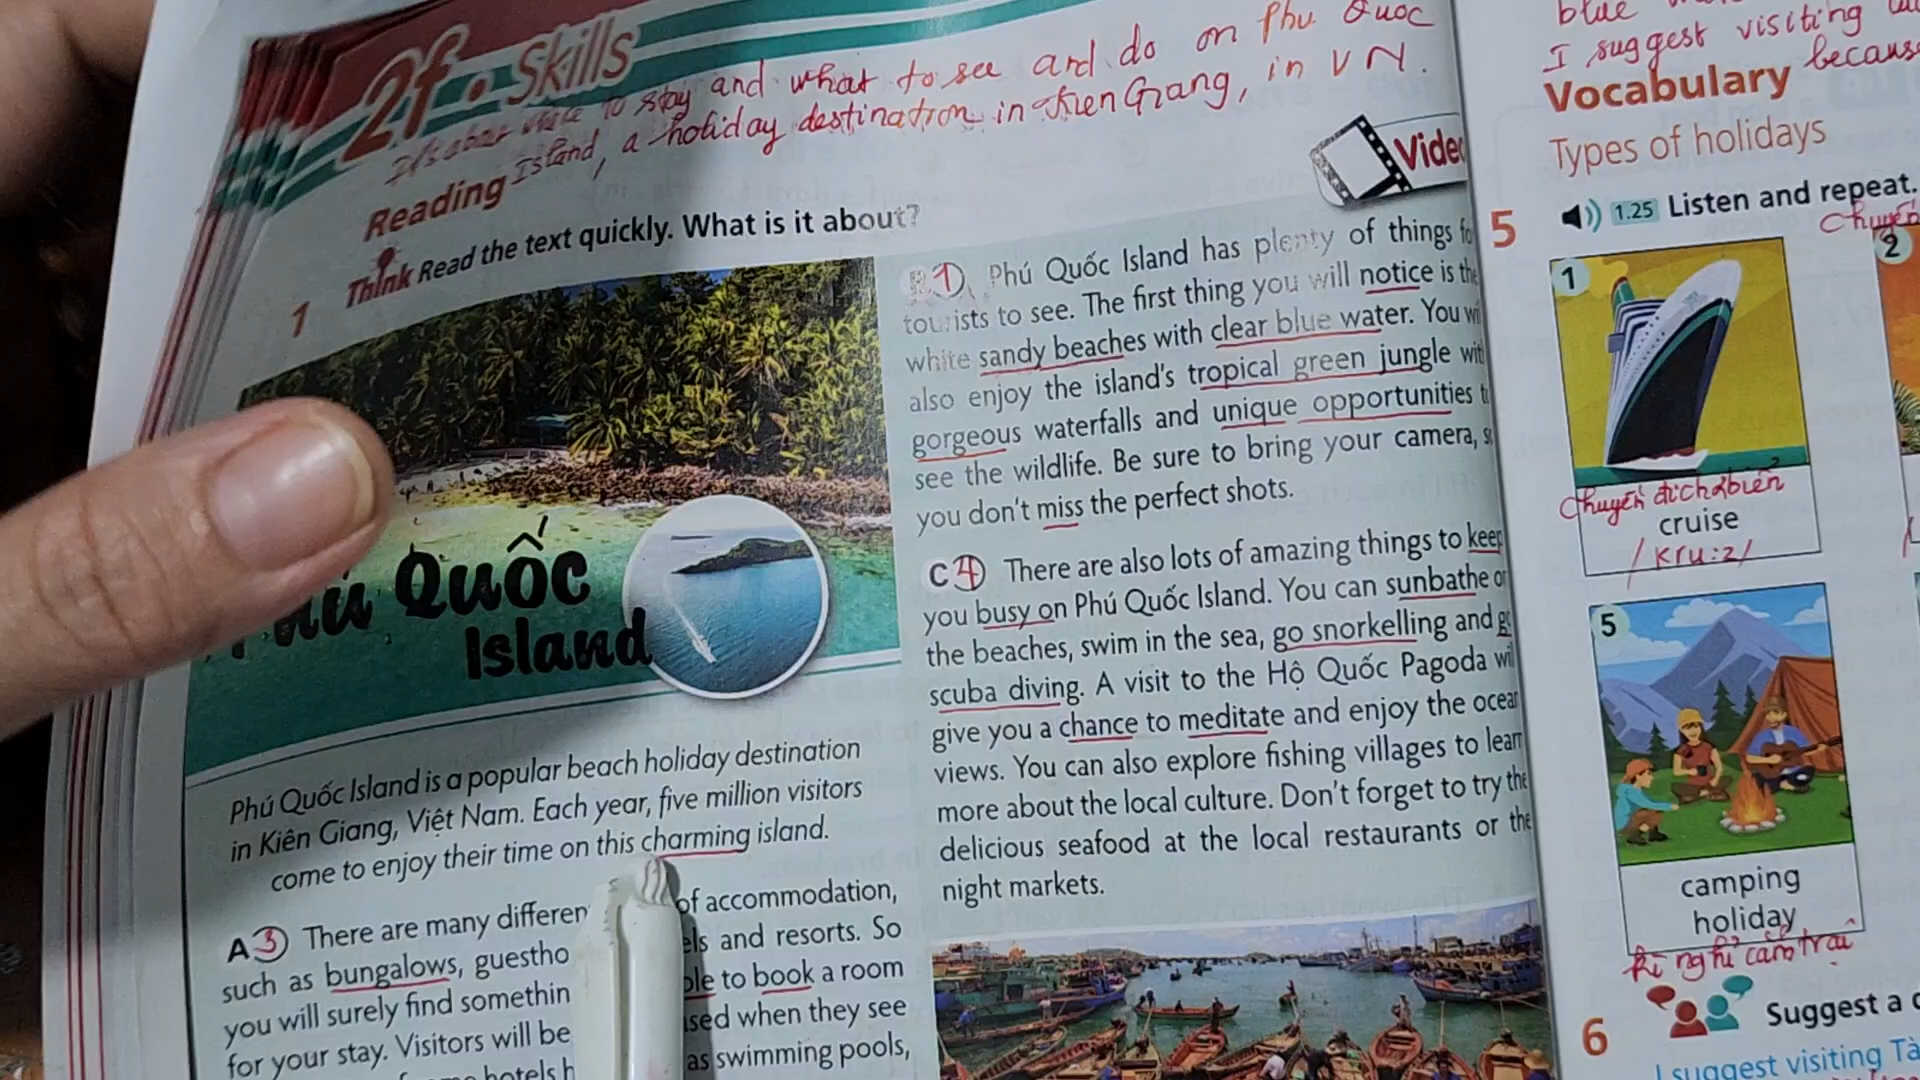 2f • Skills
to stay and what to see and do on Phu Quoc
Island, a holiday destination in Kien Giang, in VN.
Reading
Video
1 Think Read the text quickly. What is it about?
Phú Quốc
Island
Phú Quốc Island is a popular beach holiday destination
in Kiên Giang, Việt Nam. Each year, five million visitors
come to enjoy their time on this charming island.
A 3 There are many of accommodation,
such as bungalows, and resorts. So
you will surely find to book a room
for your stay. Visitors will be when they see
hotels as swimming pools,
B 1 Phú Quốc Island has plenty of things
tourists to see. The first thing you will notice is
white sandy beaches with clear blue water. You
also enjoy the island's tropical green jungle
gorgeous waterfalls and unique opportunities
see the wildlife. Be sure to bring your camera,
you don't miss the perfect shots.
C 4 There are also lots of amazing things to keep
you busy on Phú Quốc Island. You can sunbathe
the beaches, swim in the sea, go snorkelling and
scuba diving. A visit to the Hộ Quốc Pagoda
give you a chance to meditate and enjoy the ocean
views. You can also explore fishing villages to learn
more about the local culture. Don't forget to try the
delicious seafood at the local restaurants or the
night markets.
blue
I suggest visiting
because
Vocabulary
Types of holidays
5 1.25 Listen and repeat.
chuyến
1
2
chuyến đi chơi biển
cruise
/kru:z/
5
camping
holiday
kì nghỉ cắm trại
6 Suggest a
I suggest visiting